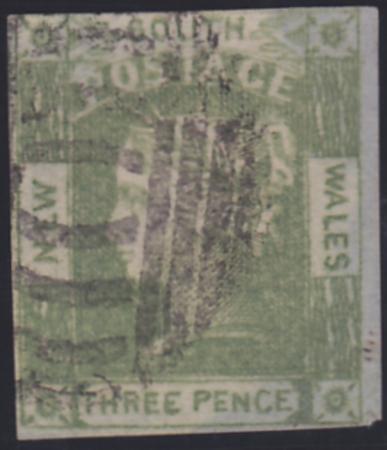 SOUTH
POSTAGE
NEW
WALES
THREE PENCE